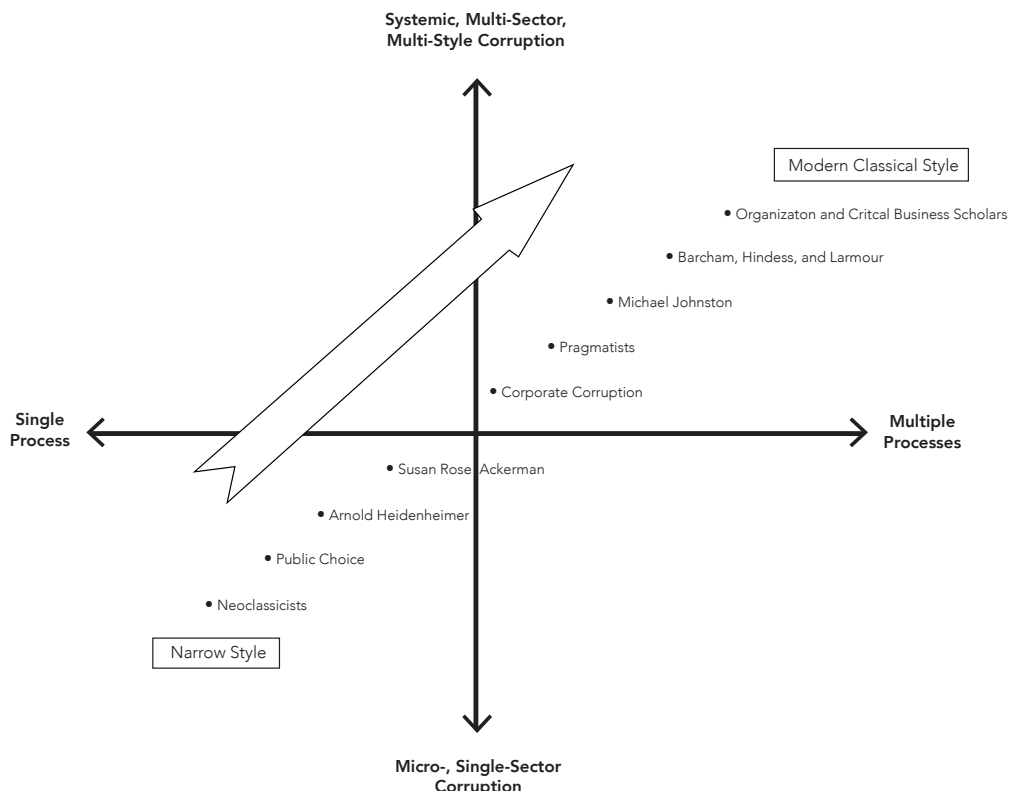 Systemic, Multi-Sector,
Multi-Style Corruption
Modern Classical Style
Organizaton and Critcal Business Scholars
Barcham, Hindess, and Larmour
Michael Johnston
Pragmatists
Corporate Corruption
Single
Process
Multiple
Processes
Susan Rose Ackerman
Arnold Heidenheimer
Public Choice
Neoclassicists
Narrow Style
Micro-, Single-Sector
Corruption